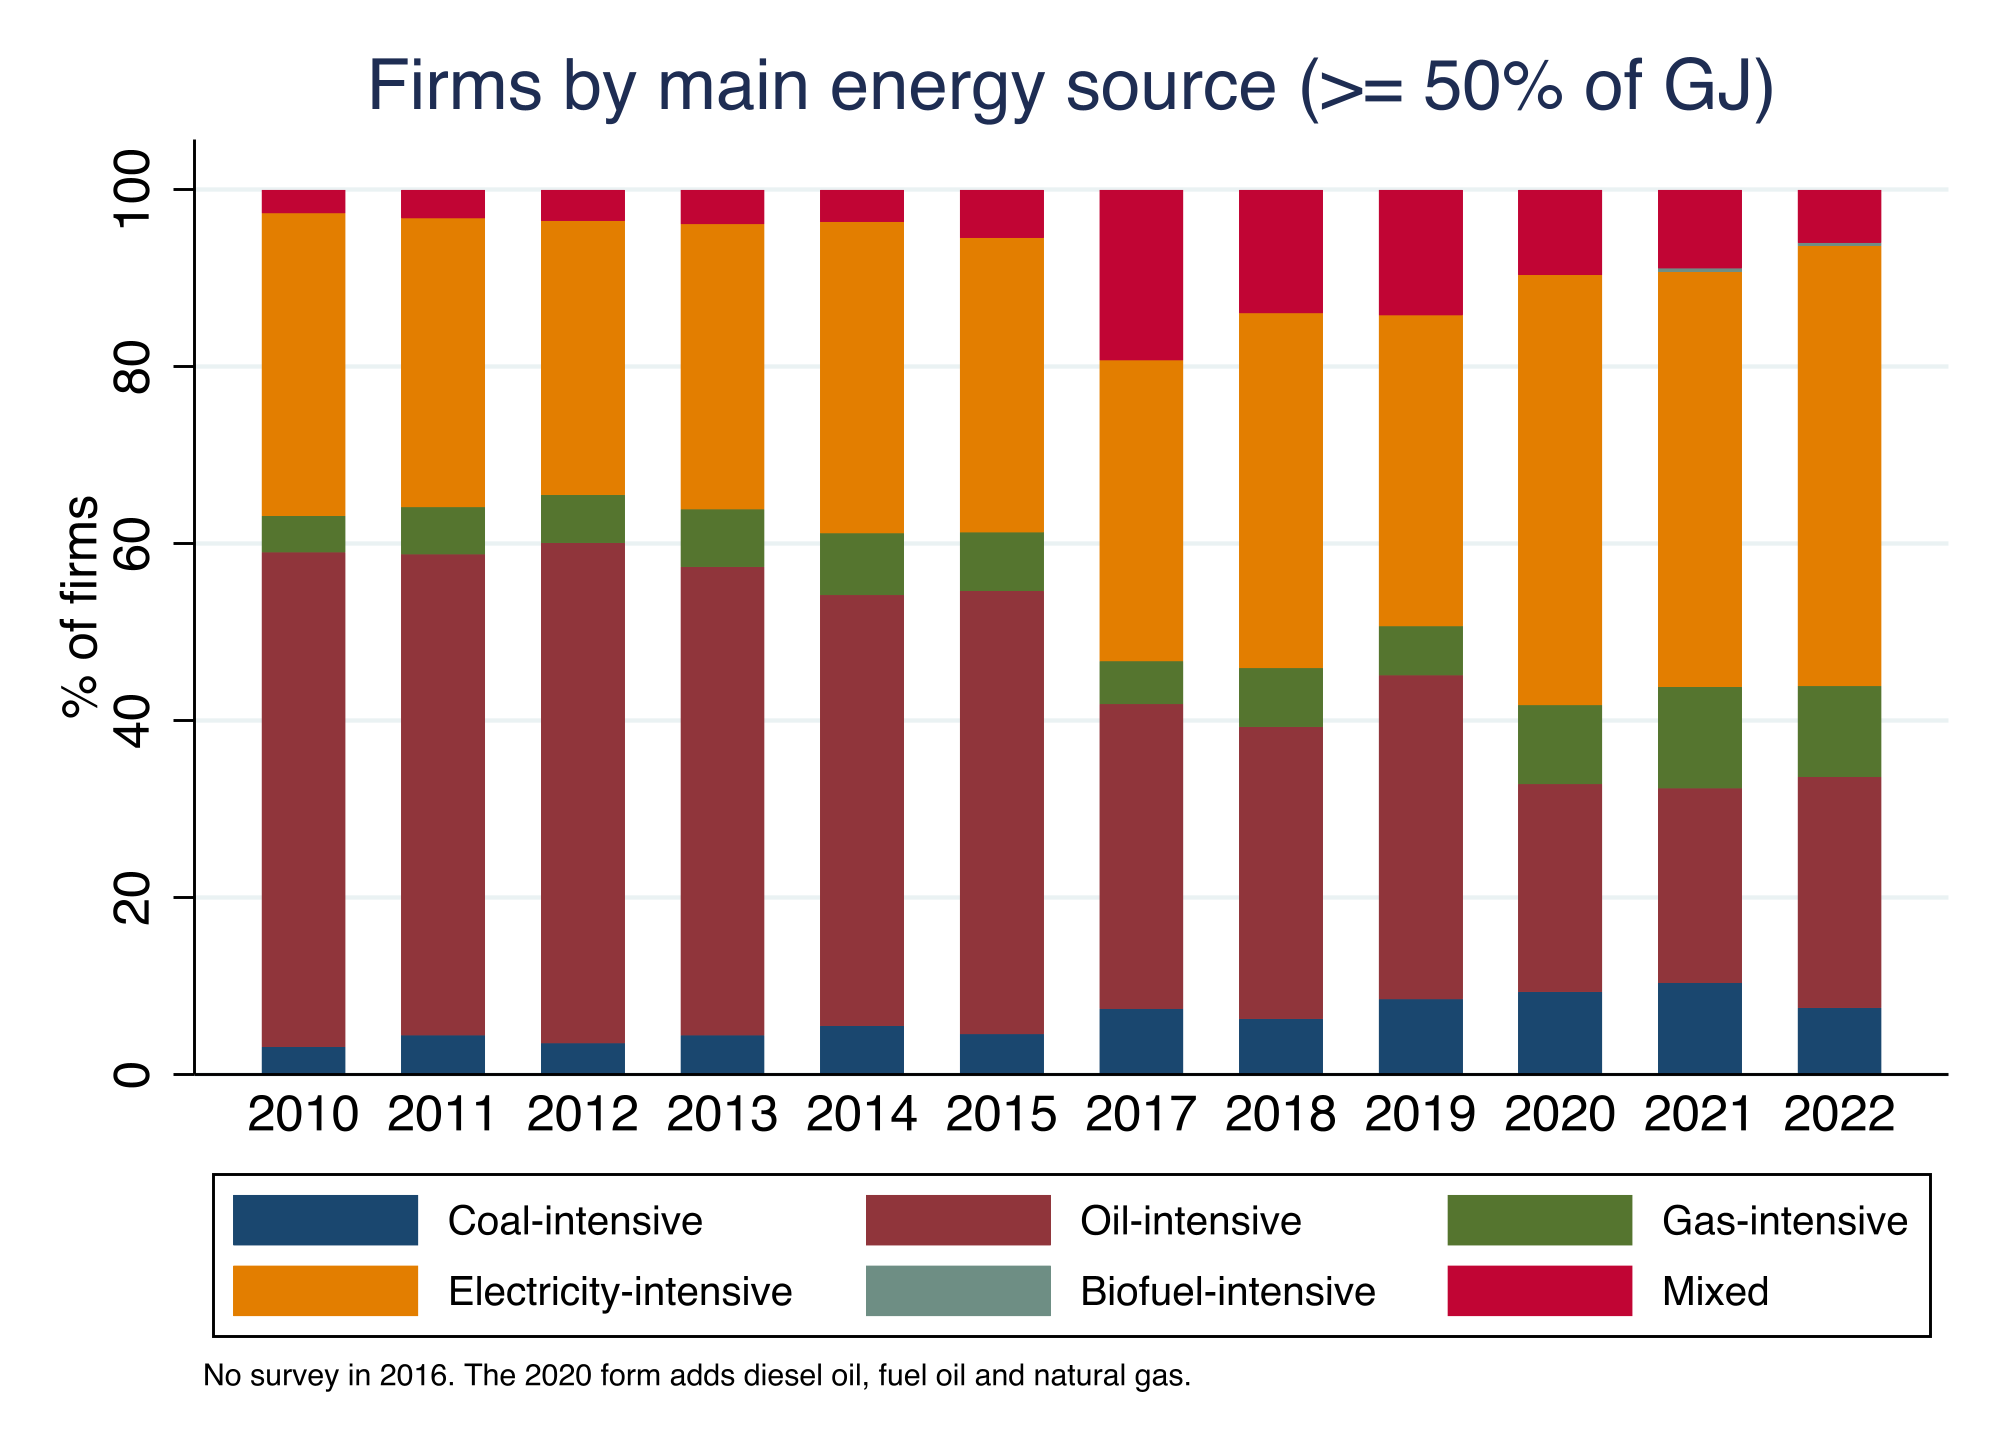 Firms by main energy source (>= 50% of GJ)
% of firms
100
80
60
40
20
0
2010 2011 2012 2013 2014 2015 2017 2018 2019 2020 2021 2022
Coal-intensive Oil-intensive Gas-intensive
Electricity-intensive Biofuel-intensive Mixed
No survey in 2016. The 2020 form adds diesel oil, fuel oil and natural gas.